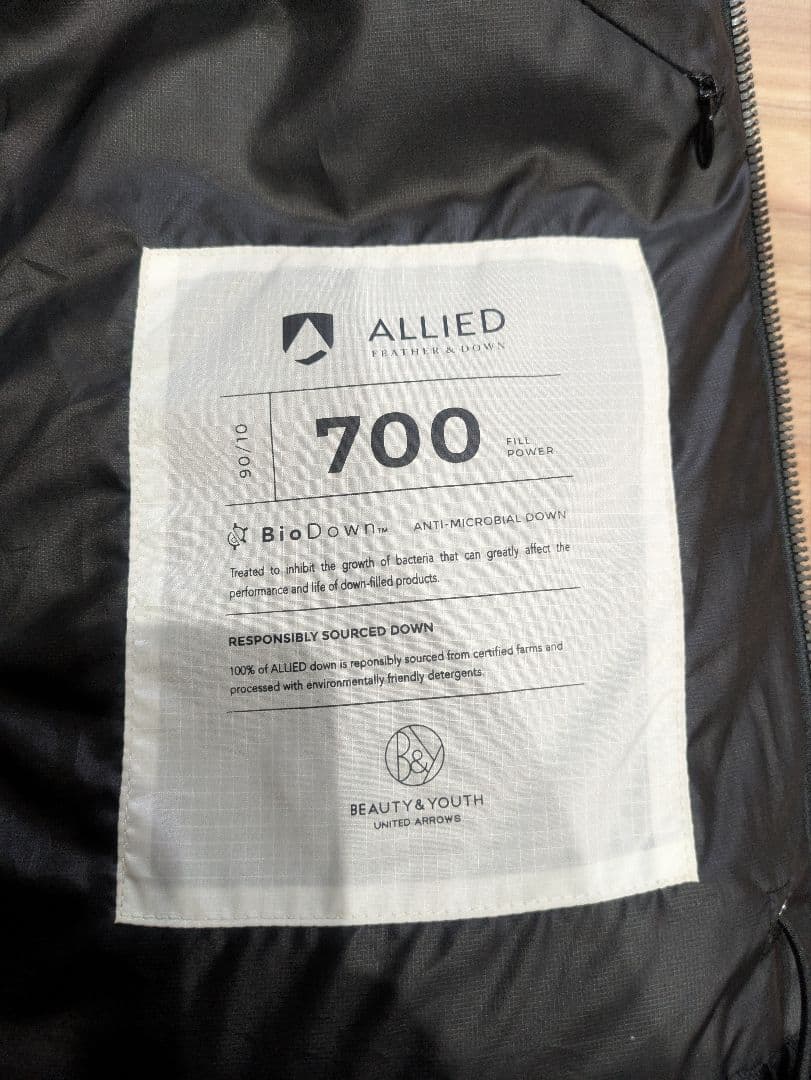 ALLIED
FEATHER & DOWN
90/10
700
FILL
POWER
BioDown™ ANTI-MICROBIAL DOWN
Treated to inhibit the growth of bacteria that can greatly affect the
performance and life of down-filled products.
RESPONSIBLY SOURCED DOWN
100% of ALLIED down is reponsibly sourced from certified farms and
processed with environmentally friendly detergents.
B&Y
BEAUTY & YOUTH
UNITED ARROWS